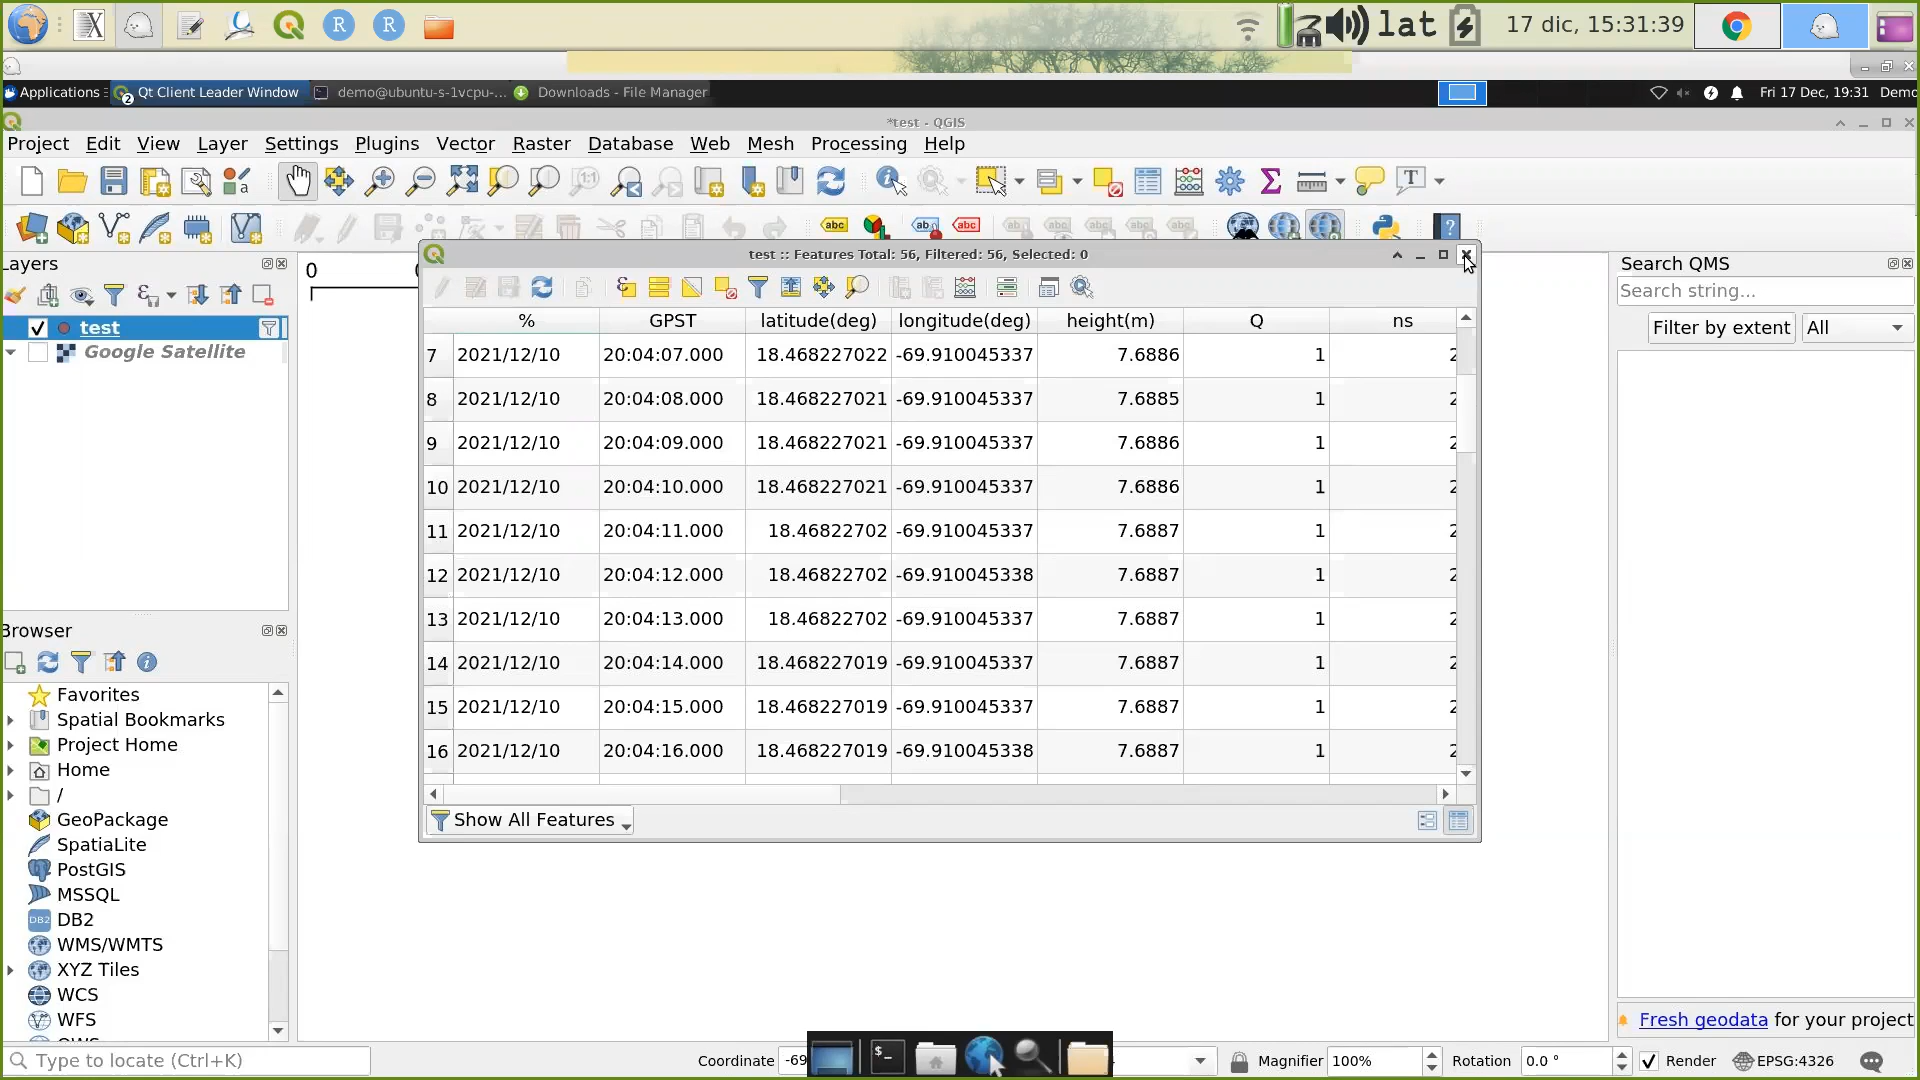 lat
17 dic, 15:31:39
Applications
Qt Client Leader Window
demo@ubuntu-s-1vcpu-...
Downloads - File Manager
Fri 17 Dec, 19:31
Demo
*test - QGIS
Project Edit View Layer Settings Plugins Vector Raster Database Web Mesh Processing Help
Layers
test
Google Satellite
0
test :: Features Total: 56, Filtered: 56, Selected: 0
% GPST latitude(deg) longitude(deg) height(m) Q ns
7 2021/12/10 20:04:07.000 18.468227022 -69.910045337 7.6886 1 2
8 2021/12/10 20:04:08.000 18.468227021 -69.910045337 7.6885 1 2
9 2021/12/10 20:04:09.000 18.468227021 -69.910045337 7.6886 1 2
10 2021/12/10 20:04:10.000 18.468227021 -69.910045337 7.6886 1 2
11 2021/12/10 20:04:11.000 18.46822702 -69.910045337 7.6887 1 2
12 2021/12/10 20:04:12.000 18.46822702 -69.910045338 7.6887 1 2
13 2021/12/10 20:04:13.000 18.46822702 -69.910045337 7.6887 1 2
14 2021/12/10 20:04:14.000 18.468227019 -69.910045337 7.6887 1 2
15 2021/12/10 20:04:15.000 18.468227019 -69.910045337 7.6887 1 2
16 2021/12/10 20:04:16.000 18.468227019 -69.910045338 7.6887 1 2
Show All Features
Search QMS
Search string...
Filter by extent
All
Browser
Favorites
Spatial Bookmarks
Project Home
Home
/
GeoPackage
SpatiaLite
PostGIS
MSSQL
DB2
WMS/WMTS
XYZ Tiles
WCS
WFS
Fresh geodata for your project
Type to locate (Ctrl+K)
Coordinate -69
Magnifier 100%
Rotation 0.0 °
Render
EPSG:4326